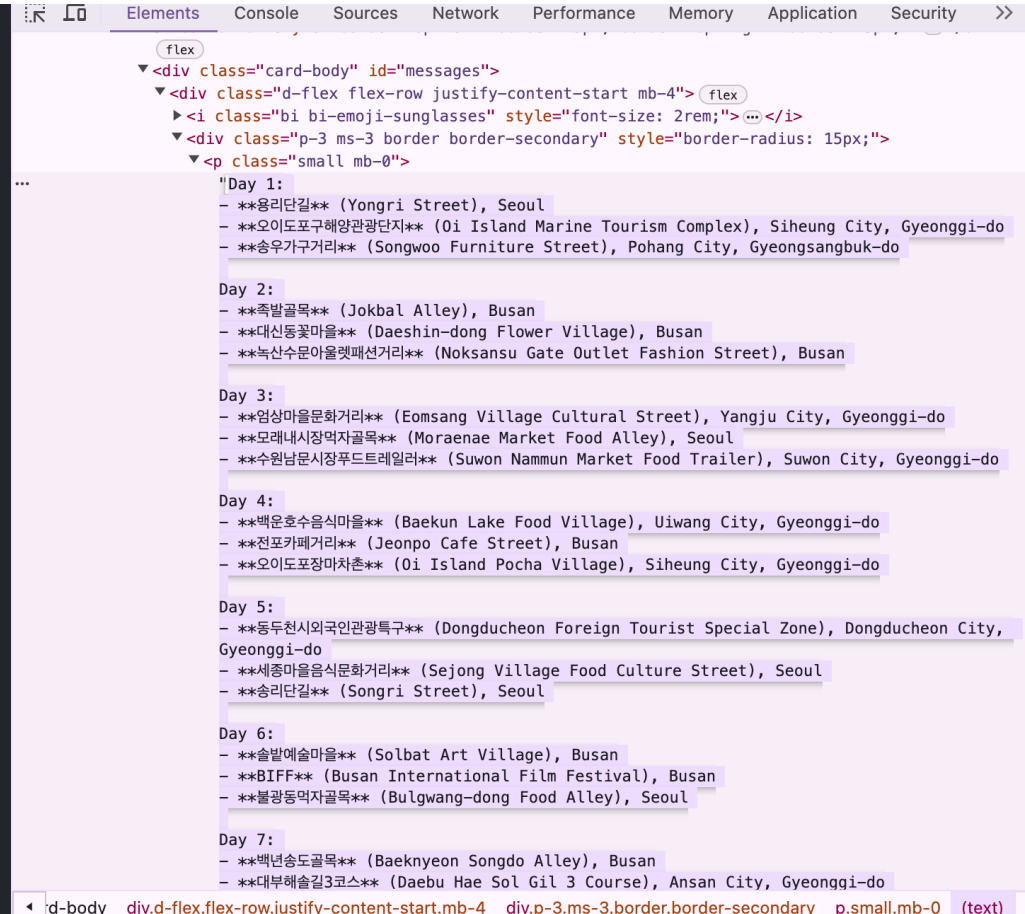 Elements Console Sources Network Performance Memory Application Security
flex
<div class="card-body" id="messages">
<div class="d-flex flex-row justify-content-start mb-4"> flex
<i class="bi bi-emoji-sunglasses" style="font-size: 2rem;"> … </i>
<div class="p-3 ms-3 border border-secondary" style="border-radius: 15px;">
<p class="small mb-0">
"Day 1:
- **용리단길** (Yongri Street), Seoul
- **오이도포구해양관광단지** (Oi Island Marine Tourism Complex), Siheung City, Gyeonggi-do
- **송우가구거리** (Songwoo Furniture Street), Pohang City, Gyeongsangbuk-do
Day 2:
- **족발골목** (Jokbal Alley), Busan
- **대신동꽃마을** (Daeshin-dong Flower Village), Busan
- **녹산수문아울렛패션거리** (Noksansu Gate Outlet Fashion Street), Busan
Day 3:
- **엄상마을문화거리** (Eomsang Village Cultural Street), Yangju City, Gyeonggi-do
- **모래내시장먹자골목** (Moraenae Market Food Alley), Seoul
- **수원남문시장푸드트레일러** (Suwon Nammun Market Food Trailer), Suwon City, Gyeonggi-do
Day 4:
- **백운호수음식마을** (Baekun Lake Food Village), Uiwang City, Gyeonggi-do
- **전포카페거리** (Jeonpo Cafe Street), Busan
- **오이도포장마차촌** (Oi Island Pocha Village), Siheung City, Gyeonggi-do
Day 5:
- **동두천시외국인관광특구** (Dongducheon Foreign Tourist Special Zone), Dongducheon City,
Gyeonggi-do
- **세종마을음식문화거리** (Sejong Village Food Culture Street), Seoul
- **송리단길** (Songri Street), Seoul
Day 6:
- **솔밭예술마을** (Solbat Art Village), Busan
- **BIFF** (Busan International Film Festival), Busan
- **불광동먹자골목** (Bulgwang-dong Food Alley), Seoul
Day 7:
- **백년송도골목** (Baeknyeon Songdo Alley), Busan
- **대부해솔길3코스** (Daebu Hae Sol Gil 3 Course), Ansan City, Gyeonggi-do
rd-body div.d-flex.flex-row.justify-content-start.mb-4 div.p-3.ms-3.border.border-secondary p.small.mb-0 (text)